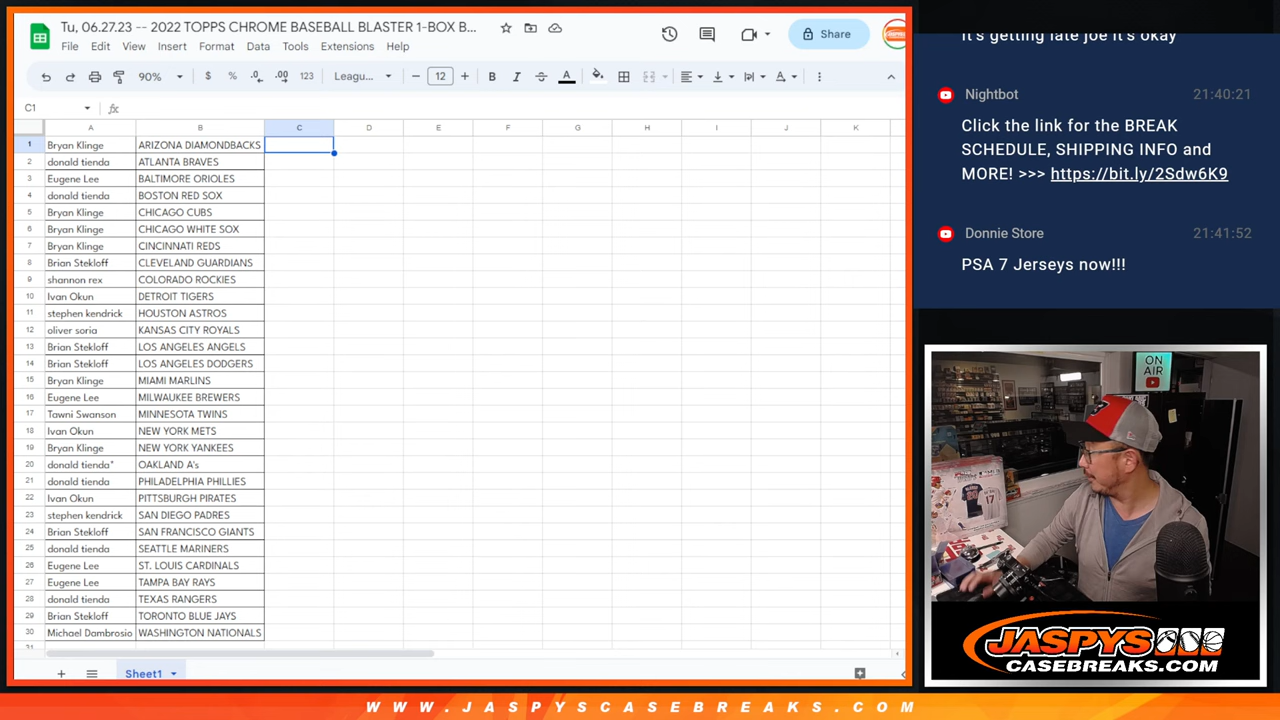 Tu, 06.27.23 -- 2022 TOPPS CHROME BASEBALL BLASTER 1-BOX B...
File Edit View Insert Format Data Tools Extensions Help
Share
90% $ % .0 .00 123 Leagu... 12 B I A
C1 fx
A B C D E F G H I J K
1 Bryan Klinge ARIZONA DIAMONDBACKS
2 donald tienda ATLANTA BRAVES
3 Eugene Lee BALTIMORE ORIOLES
4 donald tienda BOSTON RED SOX
5 Bryan Klinge CHICAGO CUBS
6 Bryan Klinge CHICAGO WHITE SOX
7 Bryan Klinge CINCINNATI REDS
8 Brian Stekloff CLEVELAND GUARDIANS
9 shannon rex COLORADO ROCKIES
10 Ivan Okun DETROIT TIGERS
11 stephen kendrick HOUSTON ASTROS
12 oliver soria KANSAS CITY ROYALS
13 Brian Stekloff LOS ANGELES ANGELS
14 Brian Stekloff LOS ANGELES DODGERS
15 Bryan Klinge MIAMI MARLINS
16 Eugene Lee MILWAUKEE BREWERS
17 Tawni Swanson MINNESOTA TWINS
18 Ivan Okun NEW YORK METS
19 Bryan Klinge NEW YORK YANKEES
20 donald tienda* OAKLAND A's
21 donald tienda PHILADELPHIA PHILLIES
22 Ivan Okun PITTSBURGH PIRATES
23 stephen kendrick SAN DIEGO PADRES
24 Brian Stekloff SAN FRANCISCO GIANTS
25 donald tienda SEATTLE MARINERS
26 Eugene Lee ST. LOUIS CARDINALS
27 Eugene Lee TAMPA BAY RAYS
28 donald tienda TEXAS RANGERS
29 Brian Stekloff TORONTO BLUE JAYS
30 Michael Dambrosio WASHINGTON NATIONALS
Sheet1
it's getting late joe it's okay
Nightbot 21:40:21
Click the link for the BREAK
SCHEDULE, SHIPPING INFO and
MORE! >>> https://bit.ly/2Sdw6K9
Donnie Store 21:41:52
PSA 7 Jerseys now!!!
ON
AIR
JASPYS
CASEBREAKS.COM
WWW.JASPYSCASEBREAKS.COM